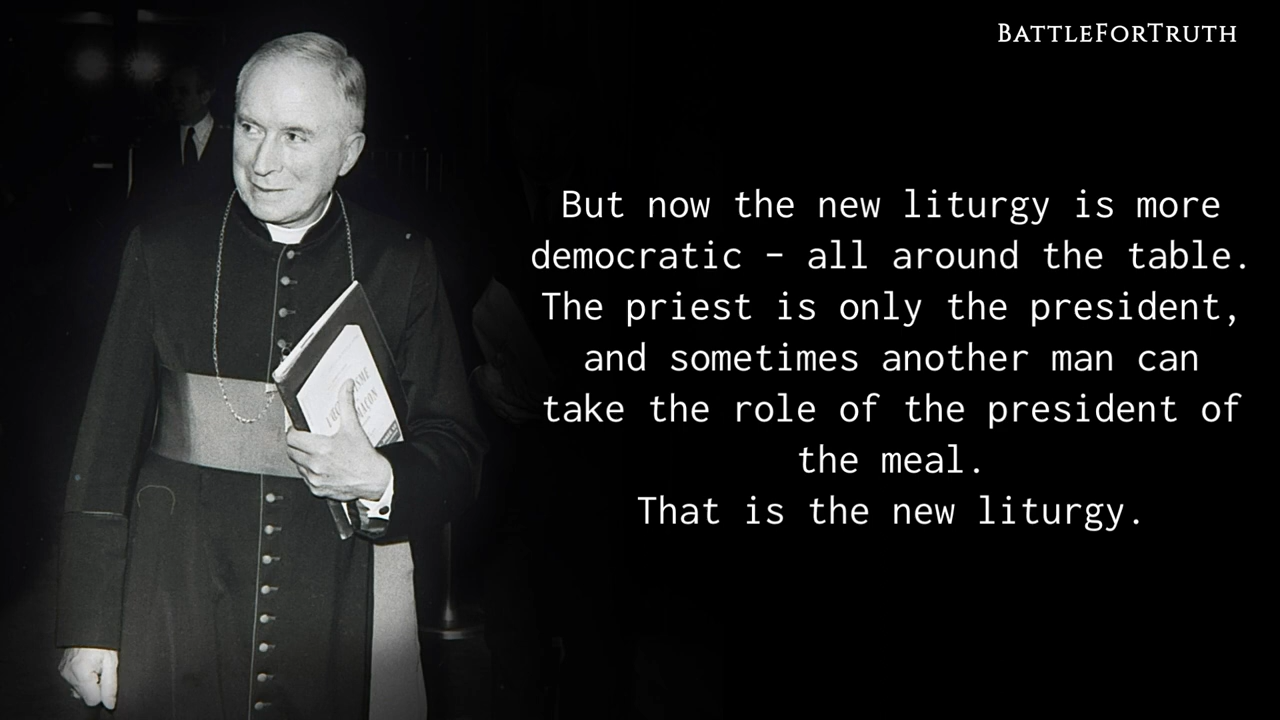 BATTLEFORTRUTH
But now the new liturgy is more
democratic – all around the table.
The priest is only the president,
and sometimes another man can
take the role of the president of
the meal.
That is the new liturgy.